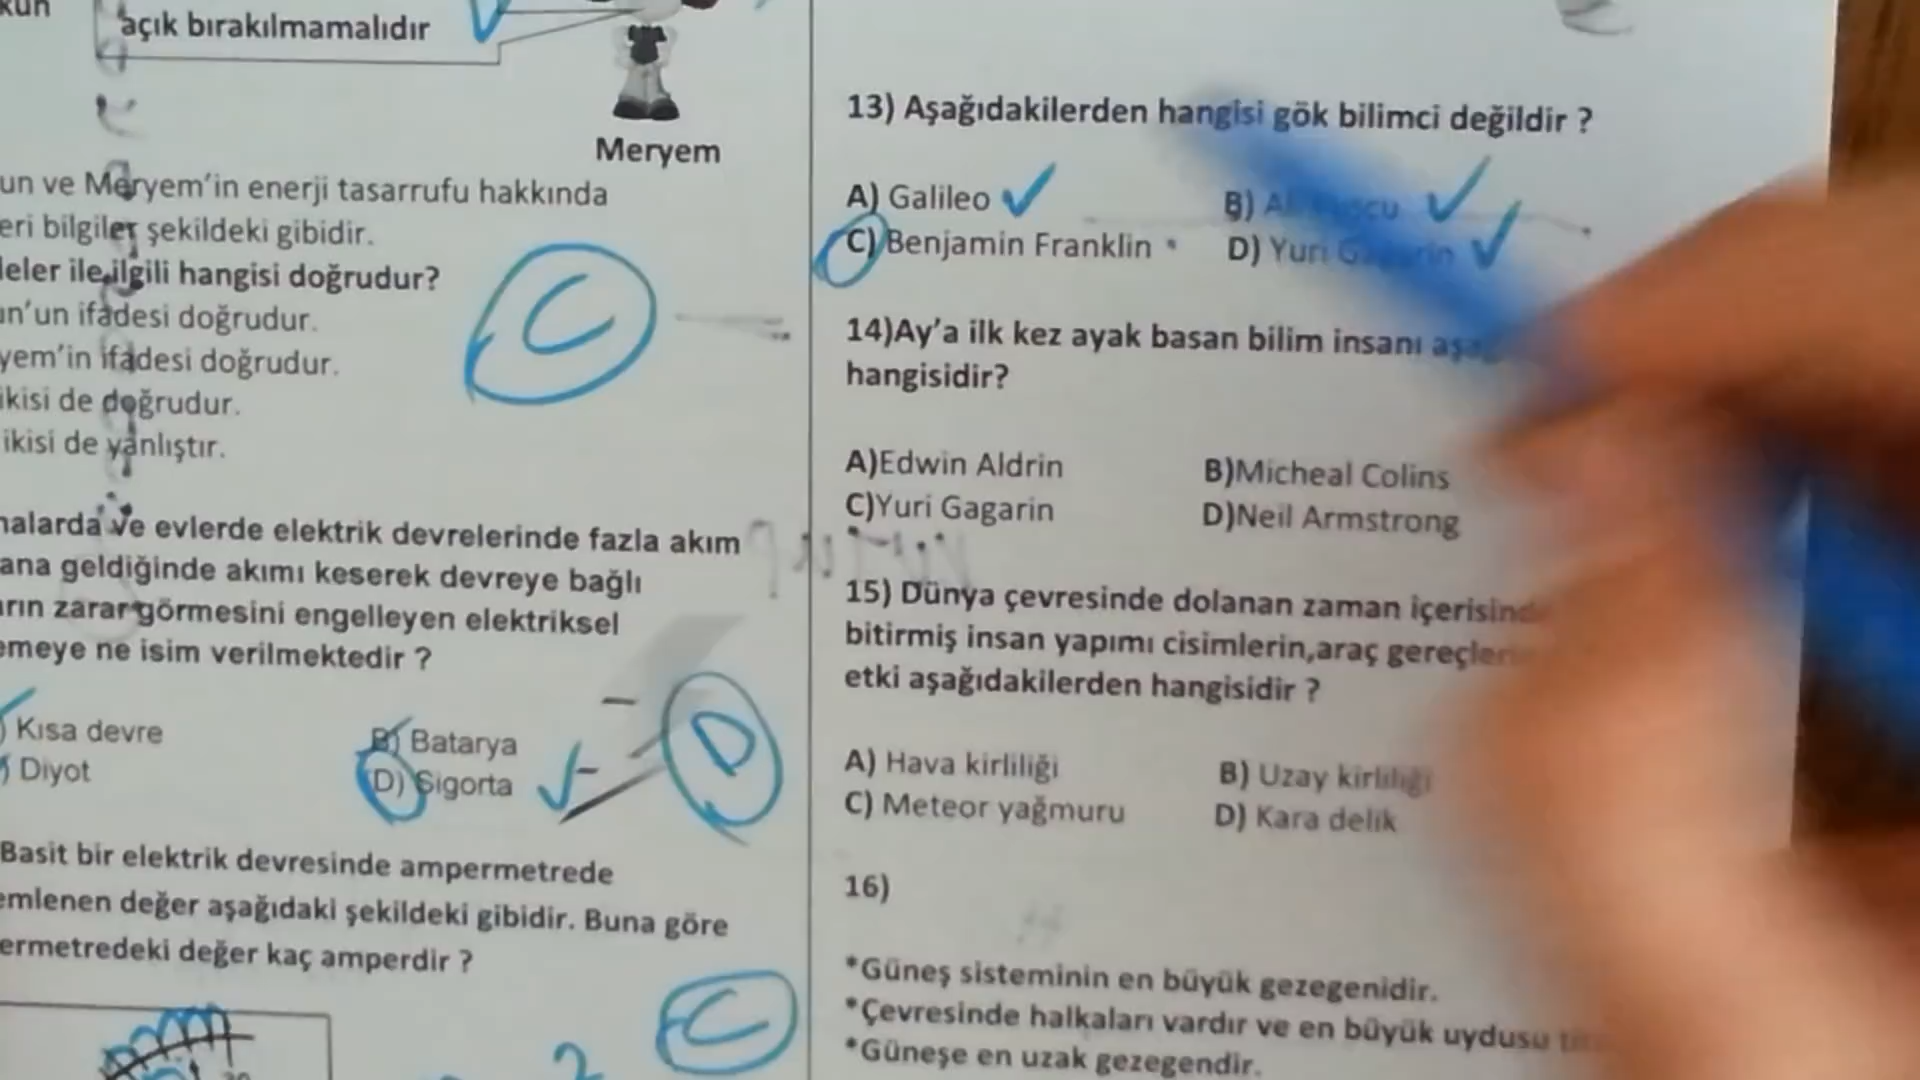 kun
açık bırakılmamalıdır
Meryem
un ve Meryem'in enerji tasarrufu hakkında
eri bilgiler şekildeki gibidir.
leler ile ilgili hangisi doğrudur?
un'un ifadesi doğrudur.
yem'in ifadesi doğrudur.
ikisi de doğrudur.
ikisi de yanlıştır.
C
nalarda ve evlerde elektrik devrelerinde fazla akım
ana geldiğinde akımı keserek devreye bağlı
arın zarar görmesini engelleyen elektriksel
emeye ne isim verilmektedir ?
) Kısa devre
B) Batarya
) Diyot
D) Sigorta
D
Basit bir elektrik devresinde ampermetrede
emlenen değer aşağıdaki şekildeki gibidir. Buna göre
ermetredeki değer kaç amperdir ?
C
2
13) Aşağıdakilerden hangisi gök bilimci değildir ?
A) Galileo
B) Ali Kuşçu
C) Benjamin Franklin
D) Yuri Gagarin
14)Ay'a ilk kez ayak basan bilim insanı
hangisidir?
A)Edwin Aldrin
B)Micheal Colins
C)Yuri Gagarin
D)Neil Armstrong
15) Dünya çevresinde dolanan zaman içerisinde
bitirmiş insan yapımı cisimlerin,araç gereçlerin
etki aşağıdakilerden hangisidir ?
A) Hava kirliliği
B) Uzay kirliliği
C) Meteor yağmuru
D) Kara delik
16)
*Güneş sisteminin en büyük gezegenidir.
*Çevresinde halkaları vardır ve en büyük uydusu
*Güneşe en uzak gezegendir.